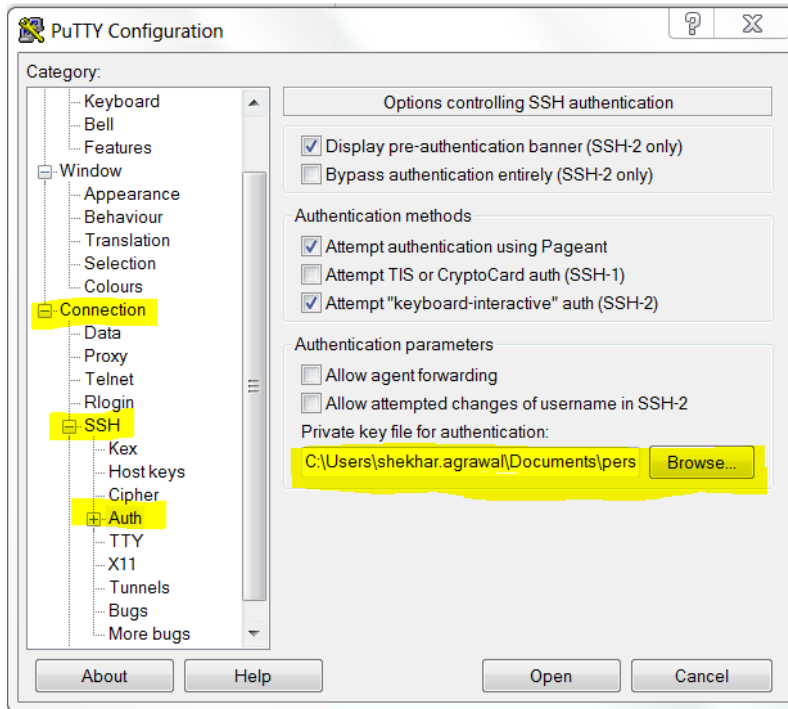 PuTTY Configuration
Category:
Keyboard
Bell
Features
Window
Appearance
Behaviour
Translation
Selection
Colours
Connection
Data
Proxy
Telnet
Rlogin
SSH
Kex
Host keys
Cipher
Auth
TTY
X11
Tunnels
Bugs
More bugs
Options controlling SSH authentication
Display pre-authentication banner (SSH-2 only)
Bypass authentication entirely (SSH-2 only)
Authentication methods
Attempt authentication using Pageant
Attempt TIS or CryptoCard auth (SSH-1)
Attempt "keyboard-interactive" auth (SSH-2)
Authentication parameters
Allow agent forwarding
Allow attempted changes of username in SSH-2
Private key file for authentication:
C:\Users\shekhar.agrawal\Documents\pers Browse...
About Help Open Cancel